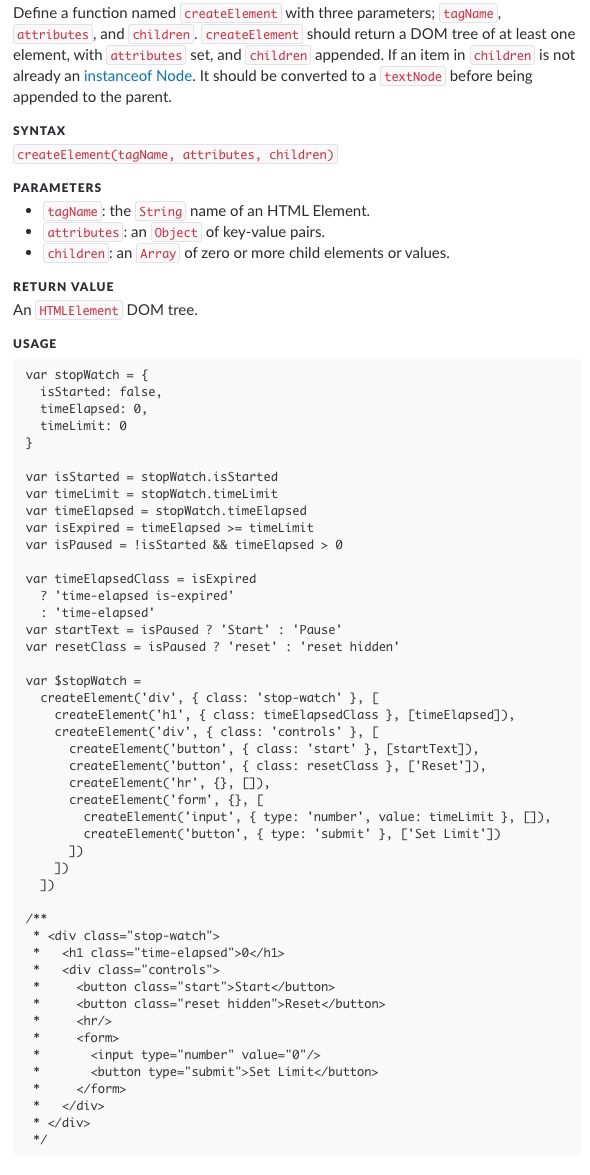 Define a function named createElement with three parameters; tagName,
attributes, and children. createElement should return a DOM tree of at least one
element, with attributes set, and children appended. If an item in children is not
already an instanceof Node. It should be converted to a textNode before being
appended to the parent.
SYNTAX
createElement(tagName, attributes, children)
PARAMETERS
• tagName: the String name of an HTML Element.
• attributes: an Object of key-value pairs.
• children: an Array of zero or more child elements or values.
RETURN VALUE
An HTMLElement DOM tree.
USAGE
var stopWatch = {
  isStarted: false,
  timeElapsed: 0,
  timeLimit: 0
}
var isStarted = stopWatch.isStarted
var timeLimit = stopWatch.timeLimit
var timeElapsed = stopWatch.timeElapsed
var isExpired = timeElapsed >= timeLimit
var isPaused = !isStarted && timeElapsed > 0
var timeElapsedClass = isExpired
  ? 'time-elapsed is-expired'
  : 'time-elapsed'
var startText = isPaused ? 'Start' : 'Pause'
var resetClass = isPaused ? 'reset' : 'reset hidden'
var $stopWatch =
  createElement('div', { class: 'stop-watch' }, [
    createElement('h1', { class: timeElapsedClass }, [timeElapsed]),
    createElement('div', { class: 'controls' }, [
      createElement('button', { class: 'start' }, [startText]),
      createElement('button', { class: resetClass }, ['Reset']),
      createElement('hr', {}, []),
      createElement('form', {}, [
        createElement('input', { type: 'number', value: timeLimit }, []),
        createElement('button', { type: 'submit' }, ['Set Limit'])
      ])
    ])
  ])
/**
 * <div class="stop-watch">
 *   <h1 class="time-elapsed">0</h1>
 *   <div class="controls">
 *     <button class="start">Start</button>
 *     <button class="reset hidden">Reset</button>
 *     <hr/>
 *     <form>
 *       <input type="number" value="0"/>
 *       <button type="submit">Set Limit</button>
 *     </form>
 *   </div>
 * </div>
 */